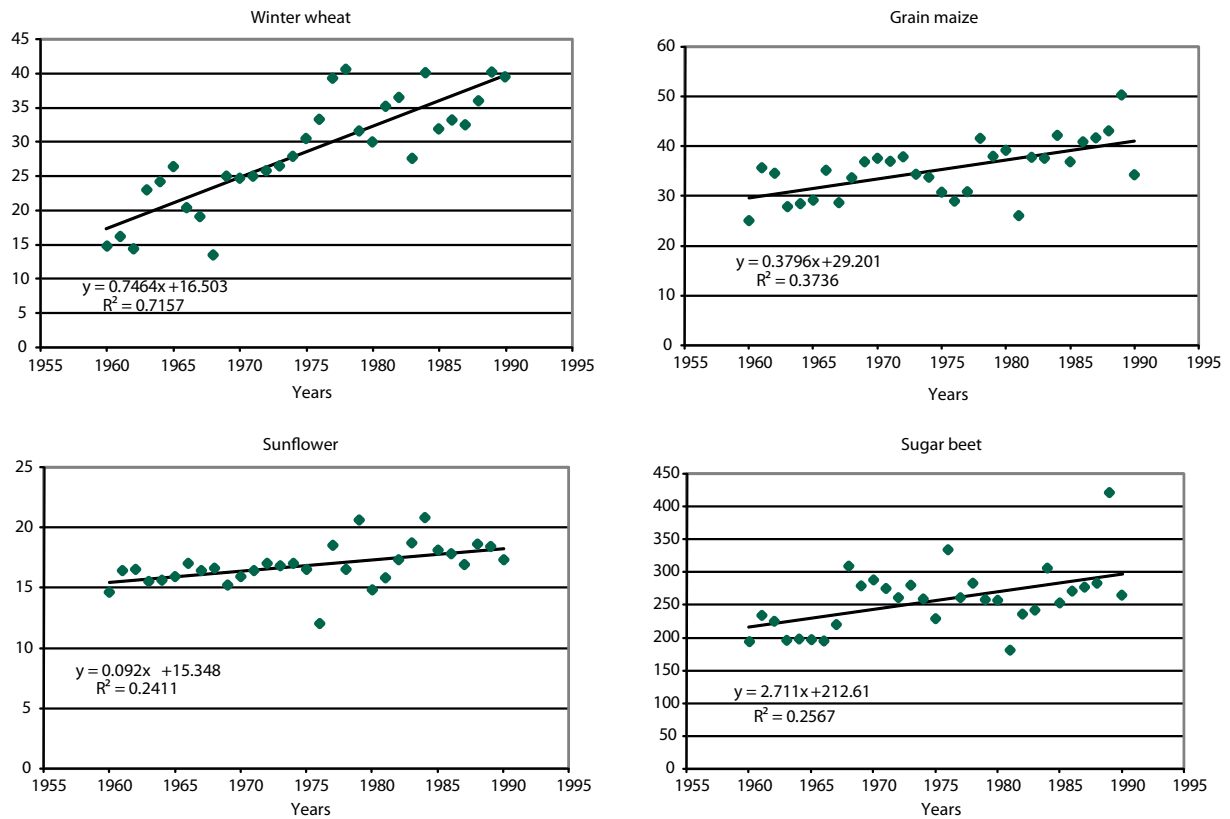 Winter wheat
45
40
35
30
25
20
15
10
5
0
y = 0.7464x +16.503
R² = 0.7157
1955 1960 1965 1970 1975 1980 1985 1990 1995
Years
Grain maize
60
50
40
30
20
10
0
y = 0.3796x+29.201
R² = 0.3736
1955 1960 1965 1970 1975 1980 1985 1990 1995
Years
Sunflower
25
20
15
10
5
0
y = 0.092x +15.348
R² = 0.2411
1955 1960 1965 1970 1975 1980 1985 1990 1995
Years
Sugar beet
450
400
350
300
250
200
150
100
50
0
y = 2.711x+212.61
R² = 0.2567
1955 1960 1965 1970 1975 1980 1985 1990 1995
Years